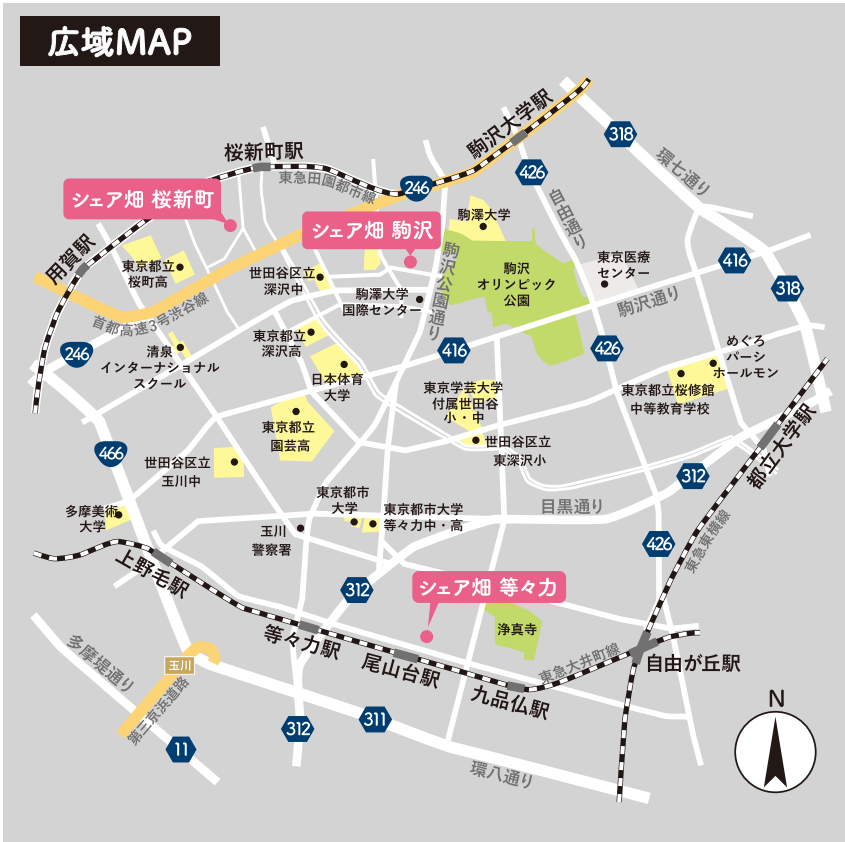 広域MAP
318
駒沢大学駅
環七通り
桜新町駅
426
東急田園都市線
246
シェア畑 桜新町
自由通り
駒澤大学
シェア畑 駒沢
用賀駅
東京都立
桜町高
世田谷区立
深沢中
駒沢公園通り
駒沢
オリンピック
公園
東京医療
センター
416
318
駒澤大学
国際センター
駒沢通り
首都高速3号渋谷線
246
清泉
インターナショナル
スクール
東京都立
深沢高
416
426
めぐろ
パーシ
ホールモン
日本体育
大学
東京学芸大学
付属世田谷
小・中
東京都立桜修館
中等教育学校
東京都立
園芸高
都立大学駅
466
世田谷区立
玉川中
世田谷区立
東深沢小
312
東京都市
大学
東京都市大学
等々力中・高
目黒通り
多摩美術
大学
玉川
警察署
426
東急東横線
上野毛駅
312
シェア畑 等々力
浄真寺
等々力駅
尾山台駅
東急大井町線
自由が丘駅
玉川
多摩堤通り
第三京浜道路
九品仏駅
312
311
11
環八通り
N